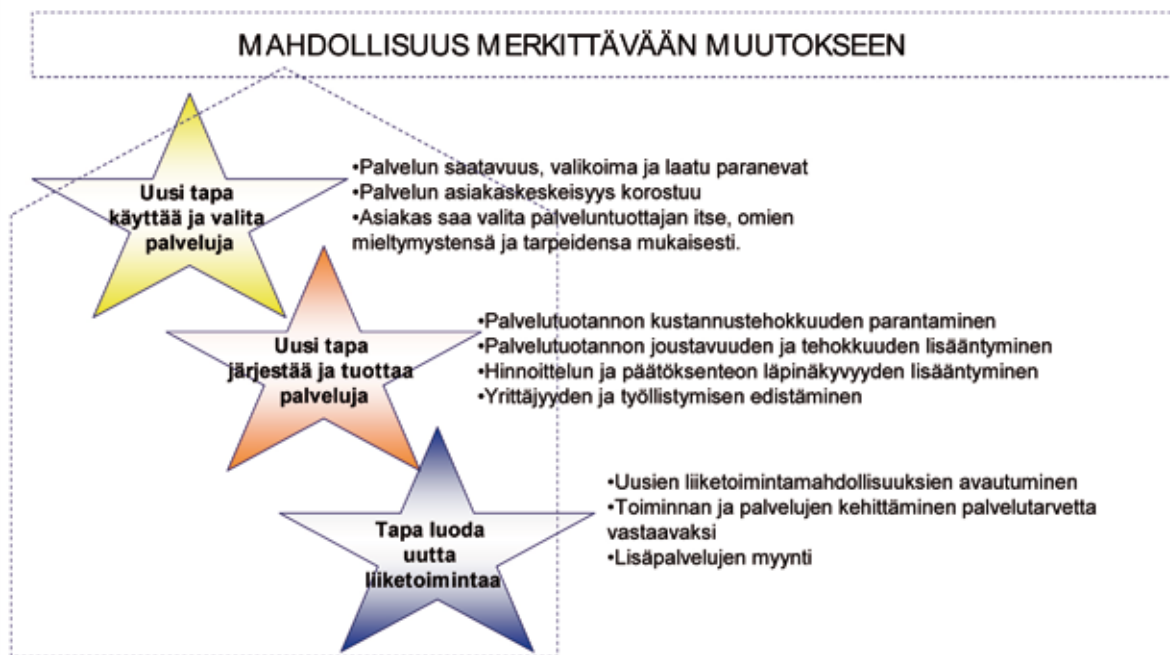 MAHDOLLISUUS MERKITTÄVÄÄN MUUTOKSEEN
Uusi tapa
käyttää ja valita
palveluja
•Palvelun saatavuus, valikoima ja laatu paranevat
•Palvelun asiakaskeskeisyys korostuu
•Asiakas saa valita palveluntuottajan itse, omien
mieltymystensä ja tarpeidensa mukaisesti.
Uusi tapa
järjestää ja tuottaa
palveluja
•Palvelutuotannon kustannustehokkuuden parantaminen
•Palvelutuotannon joustavuuden ja tehokkuuden lisääntyminen
•Hinnoittelun ja päätöksenteon läpinäkyvyyden lisääntyminen
•Yrittäjyyden ja työllistymisen edistäminen
Tapa luoda
uutta
liiketoimintaa
•Uusien liiketoimintamahdollisuuksien avautuminen
•Toiminnan ja palvelujen kehittäminen palvelutarvetta
vastaavaksi
•Lisäpalvelujen myynti